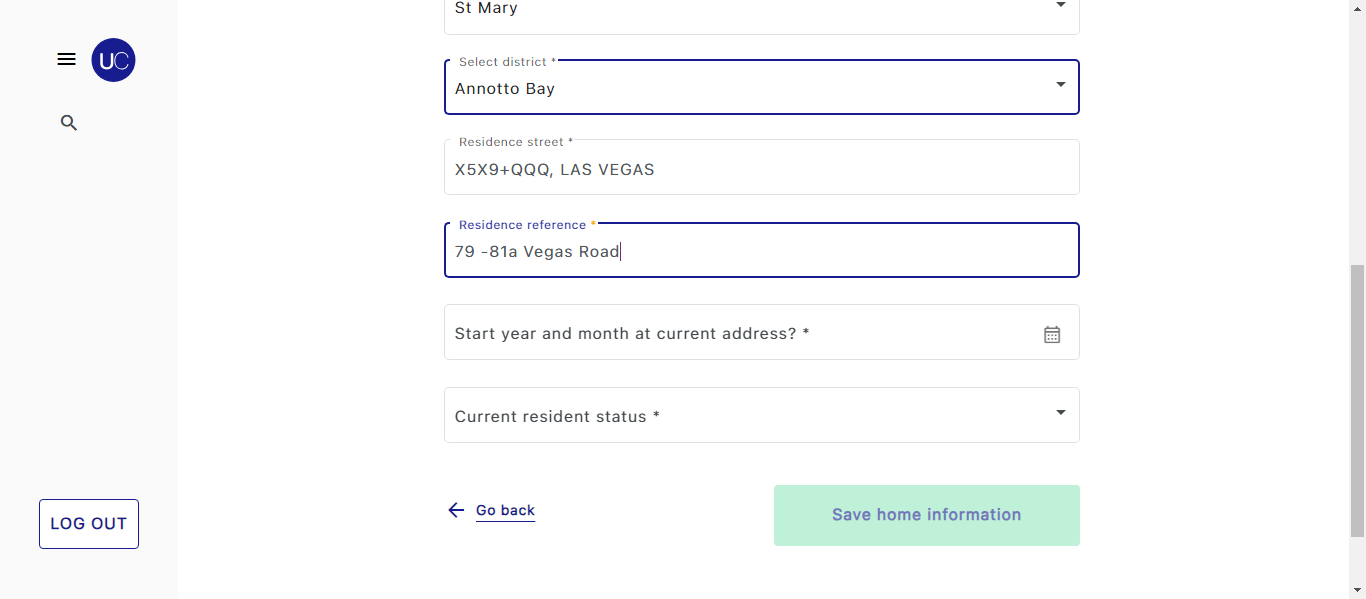 St Mary
UC
Select district *
Annotto Bay
Residence street *
X5X9+QQQ, LAS VEGAS
Residence reference *
79 -81a Vegas Road
Start year and month at current address? *
Current resident status *
Go back
Save home information
LOG OUT